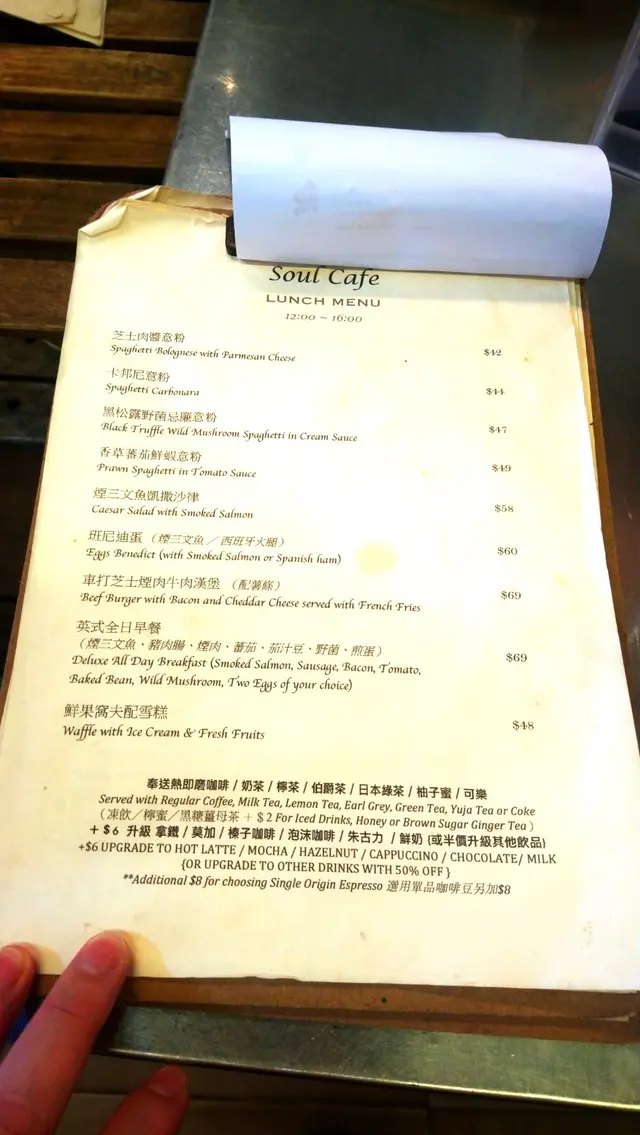 Soul Cafe
LUNCH MENU
12:00 ~ 16:00
芝士肉醬意粉
Spaghetti Bolognese with Parmesan Cheese $42
卡邦尼意粉
Spaghetti Carbonara $44
黑松露野菌忌廉意粉
Black Truffle Wild Mushroom Spaghetti in Cream Sauce $47
香草蕃茄鮮蝦意粉
Prawn Spaghetti in Tomato Sauce $49
煙三文魚凱撒沙律
Caesar Salad with Smoked Salmon $58
班尼迪蛋 (煙三文魚／西班牙火腿)
Eggs Benedict (with Smoked Salmon or Spanish ham) $60
車打芝士煙肉牛肉漢堡 (配薯條)
Beef Burger with Bacon and Cheddar Cheese served with French Fries $69
英式全日早餐
(煙三文魚、豬肉腸、煙肉、蕃茄、茄汁豆、野菌、煎蛋)
Deluxe All Day Breakfast (Smoked Salmon, Sausage, Bacon, Tomato, $69
Baked Bean, Wild Mushroom, Two Eggs of your choice)
鮮果窩夫配雪糕
Waffle with Ice Cream & Fresh Fruits $48
奉送熱即磨咖啡 / 奶茶 / 檸茶 / 伯爵茶 / 日本綠茶 / 柚子蜜 / 可樂
Served with Regular Coffee, Milk Tea, Lemon Tea, Earl Grey, Green Tea, Yuja Tea or Coke
(凍飲／檸蜜／黑糖薑母茶 + $2 For Iced Drinks, Honey or Brown Sugar Ginger Tea)
+ $6 升級 拿鐵 / 莫加 / 榛子咖啡 / 泡沫咖啡 / 朱古力 / 鮮奶 {或半價升級其他飲品}
+$6 UPGRADE TO HOT LATTE / MOCHA / HAZELNUT / CAPPUCCINO / CHOCOLATE/ MILK
{OR UPGRADE TO OTHER DRINKS WITH 50% OFF }
**Additional $8 for choosing Single Origin Espresso 選用單品咖啡豆另加$8